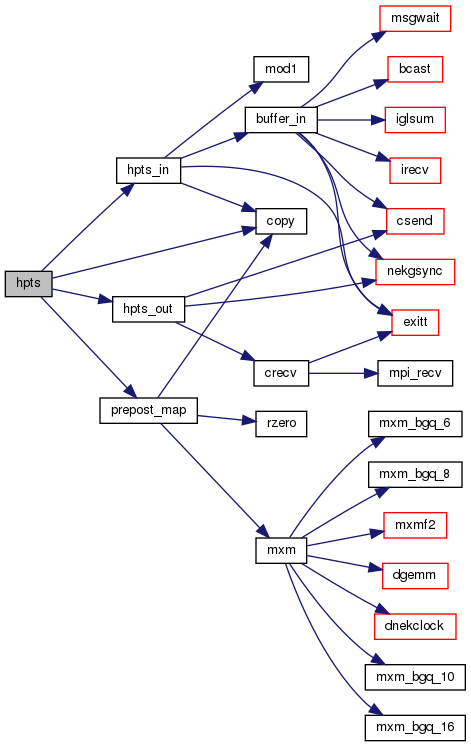 msgwait
mod1
bcast
buffer_in
iglsum
hpts_in
irecv
copy
csend
nekgsync
hpts
hpts_out
exitt
crecv
mpi_recv
prepost_map
rzero
mxm_bgq_6
mxm_bgq_8
mxmf2
mxm
dgemm
dnekclock
mxm_bgq_10
mxm_bgq_16